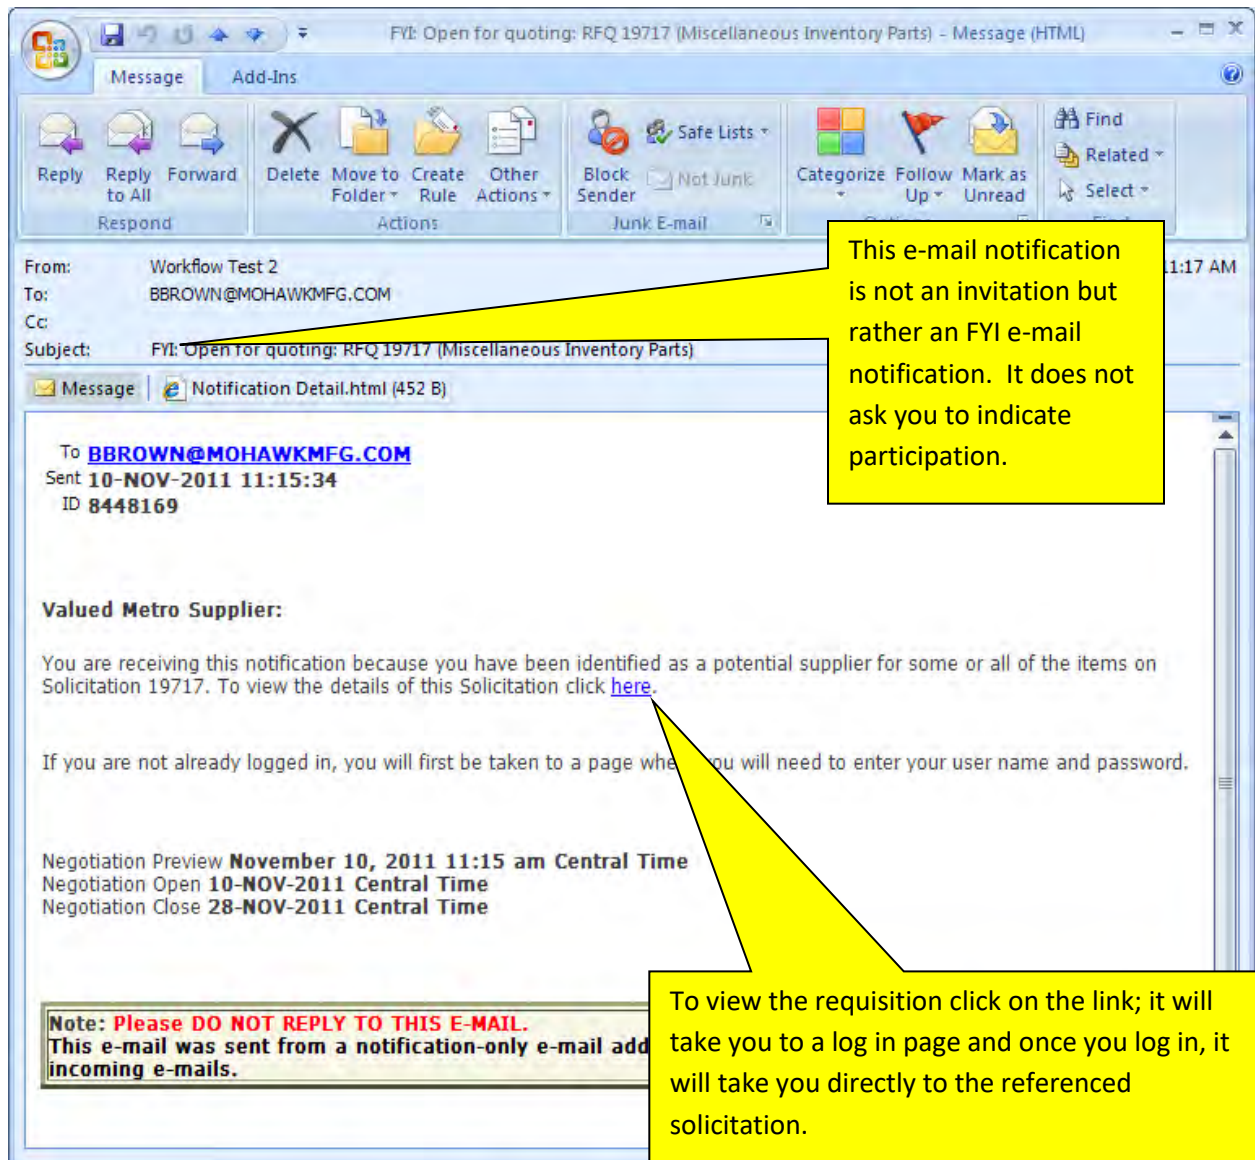 FYI: Open for quoting: RFQ 19717 (Miscellaneous Inventory Parts) - Message (HTML)
Message Add-Ins
Reply Reply to All Forward Delete Move to Folder Create Rule Other Actions Block Sender Safe Lists Not Junk Categorize Follow Up Mark as Unread Find Related Select
Respond Actions Junk E-mail
From: Workflow Test 2 11:17 AM
To: BBROWN@MOHAWKMFG.COM
Cc:
Subject: FYI: Open for quoting: RFQ 19717 (Miscellaneous Inventory Parts)
This e-mail notification
is not an invitation but
rather an FYI e-mail
notification. It does not
ask you to indicate
participation.
Message Notification Detail.html (452 B)
To BBROWN@MOHAWKMFG.COM
Sent 10-NOV-2011 11:15:34
ID 8448169
Valued Metro Supplier:
You are receiving this notification because you have been identified as a potential supplier for some or all of the items on
Solicitation 19717. To view the details of this Solicitation click here.
If you are not already logged in, you will first be taken to a page where you will need to enter your user name and password.
Negotiation Preview November 10, 2011 11:15 am Central Time
Negotiation Open 10-NOV-2011 Central Time
Negotiation Close 28-NOV-2011 Central Time
Note: Please DO NOT REPLY TO THIS E-MAIL.
This e-mail was sent from a notification-only e-mail add
incoming e-mails.
To view the requisition click on the link; it will
take you to a log in page and once you log in, it
will take you directly to the referenced
solicitation.